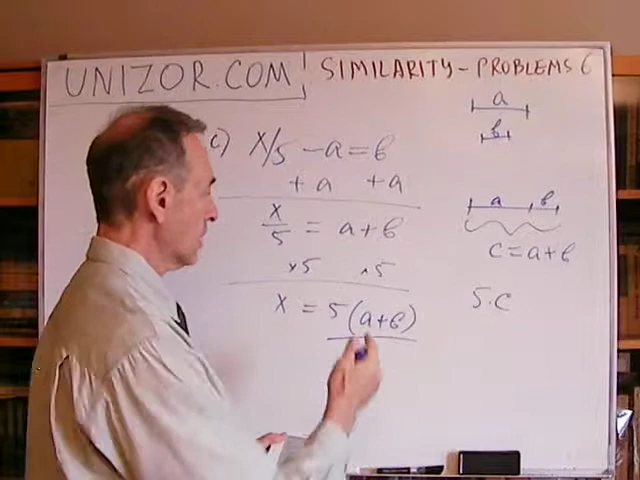 UNIZOR.COM
SIMILARITY - PROBLEMS 6
c) X/5 - a = b
+ a + a
x/5 = a + b
×5 ×5
x = 5(a+b)
a
b
a b
c = a + b
5·c